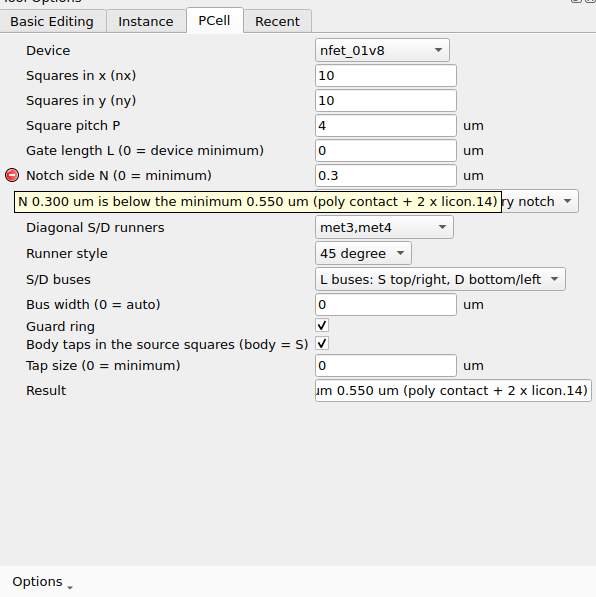 Basic Editing Instance PCell Recent
Device nfet_01v8
Squares in x (nx) 10
Squares in y (ny) 10
Square pitch P 4 um
Gate length L (0 = device minimum) 0 um
Notch side N (0 = minimum) 0.3 um
N 0.300 um is below the minimum 0.550 um (poly contact + 2 x licon.14) ry notch
Diagonal S/D runners met3,met4
Runner style 45 degree
S/D buses L buses: S top/right, D bottom/left
Bus width (0 = auto) 0 um
Guard ring
Body taps in the source squares (body = S)
Tap size (0 = minimum) 0 um
Result um 0.550 um (poly contact + 2 x licon.14)
Options